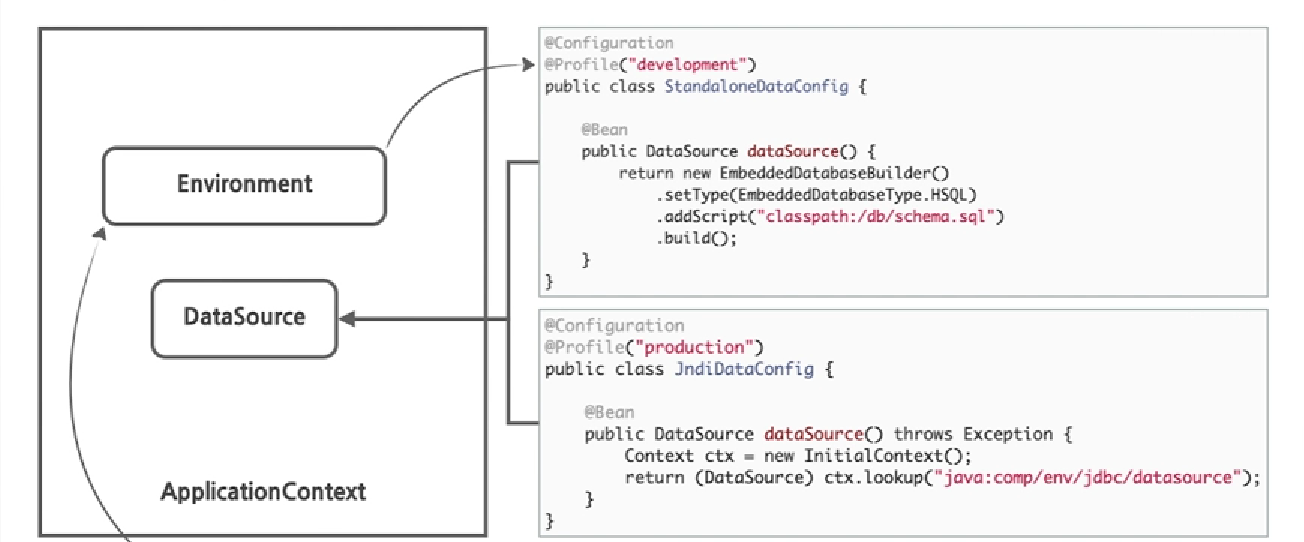 Environment
DataSource
ApplicationContext
@Configuration
@Profile("development")
public class StandaloneDataConfig {
    @Bean
    public DataSource dataSource() {
        return new EmbeddedDatabaseBuilder()
            .setType(EmbeddedDatabaseType.HSQL)
            .addScript("classpath:/db/schema.sql")
            .build();
    }
}
@Configuration
@Profile("production")
public class JndiDataConfig {
    @Bean
    public DataSource dataSource() throws Exception {
        Context ctx = new InitialContext();
        return (DataSource) ctx.lookup("java:comp/env/jdbc/datasource");
    }
}